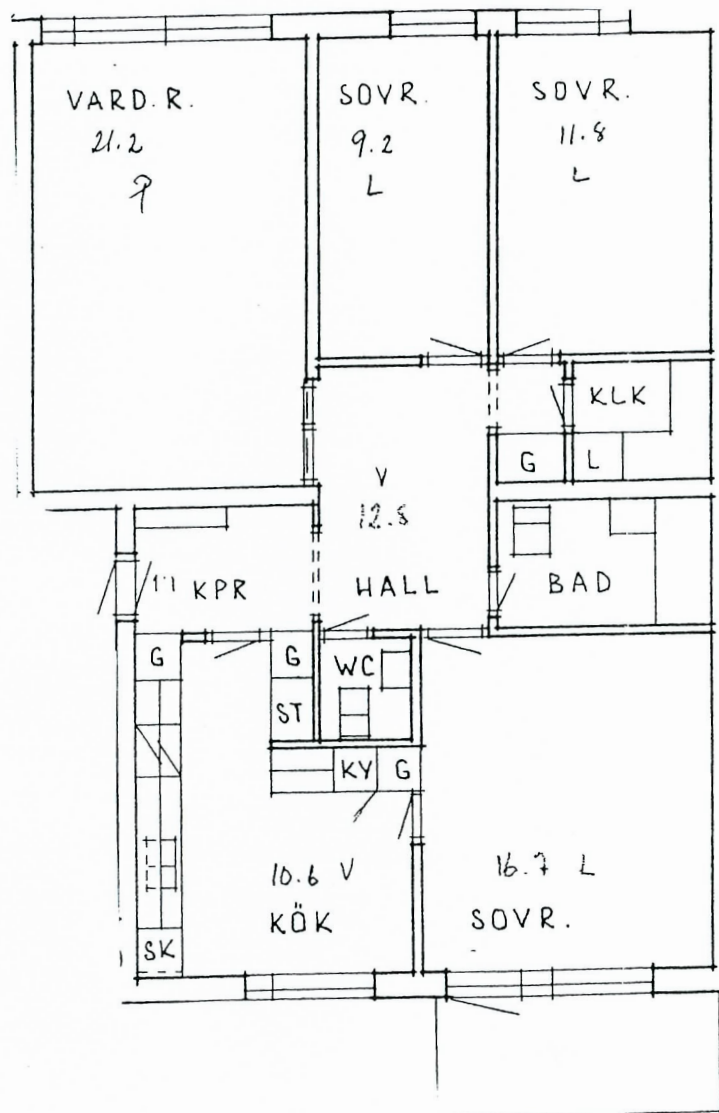 VARD. R.
21.2
P
SOVR.
9.2
L
SOVR.
11.8
L
KLK
G
L
V
12.8
HALL
BAD
KPR
G
G
ST
WC
KY
G
10.6 V
KÖK
SK
16.7 L
SOVR.